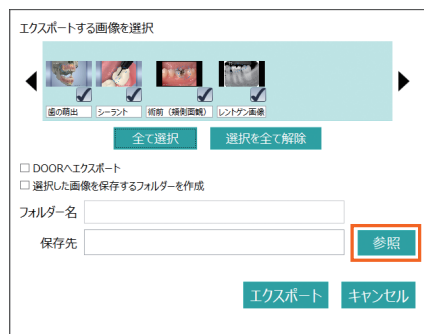 エクスポートする画像を選択
歯の萌出 シーラント 術前（頬側面観） レントゲン画像
全て選択 選択を全て解除
DOORへエクスポート
選択した画像を保存するフォルダーを作成
フォルダー名
保存先 参照
エクスポート キャンセル